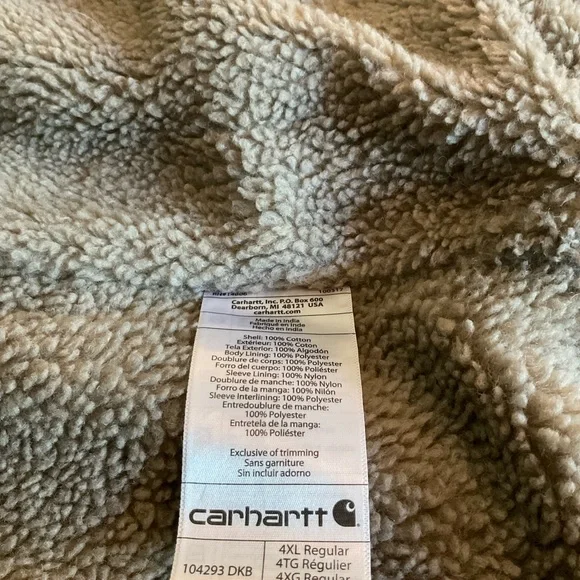 Carhartt, Inc. P.O. Box 600
Dearborn, MI 48121 USA
carhartt.com
Made in India
Fabriqué en Inde
Hecho en India
Shell: 100% Cotton
Extérieur: 100% Coton
Tela Exterior: 100% Algodón
Body Lining: 100% Polyester
Doublure de corps: 100% Polyester
Forro del cuerpo: 100% Poliéster
Sleeve Lining: 100% Nylon
Doublure de manche: 100% Nylon
Forro de la manga: 100% Nilón
Sleeve Interlining: 100% Polyester
Entredoublure de manche:
100% Polyester
Entretela de la manga:
100% Poliéster
Exclusive of trimming
Sans garniture
Sin incluir adorno
carhartt
104293 DKB
4XL Regular
4TG Régulier
4XG Regular